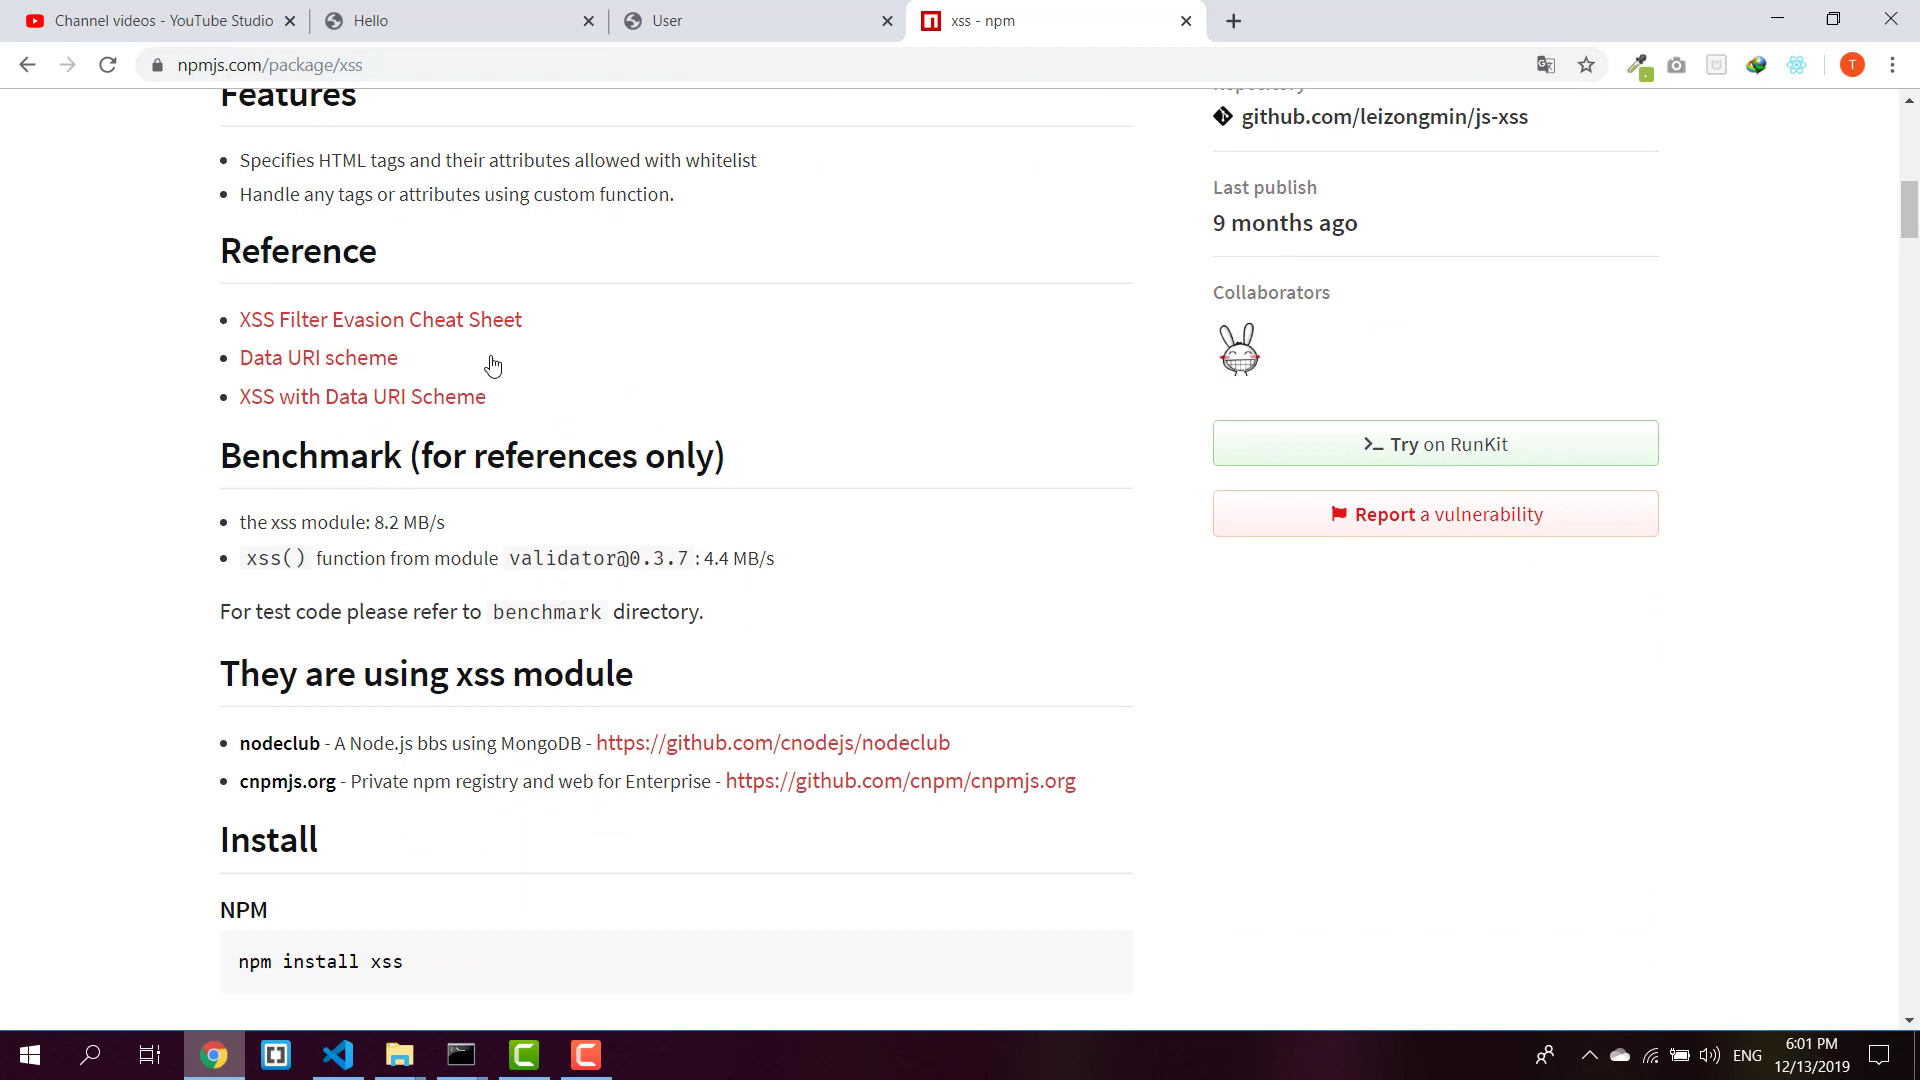 Channel videos - YouTube Studio
Hello
User
xss - npm
npmjs.com/package/xss
T
Features
Repository
github.com/leizongmin/js-xss
Specifies HTML tags and their attributes allowed with whitelist
Handle any tags or attributes using custom function.
Last publish
9 months ago
Reference
Collaborators
XSS Filter Evasion Cheat Sheet
Data URI scheme
XSS with Data URI Scheme
Try on RunKit
Benchmark (for references only)
Report a vulnerability
the xss module: 8.2 MB/s
xss() function from module validator@0.3.7 : 4.4 MB/s
For test code please refer to benchmark directory.
They are using xss module
nodeclub - A Node.js bbs using MongoDB - https://github.com/cnodejs/nodeclub
cnpmjs.org - Private npm registry and web for Enterprise - https://github.com/cnpm/cnpmjs.org
Install
NPM
npm install xss
ENG
6:01 PM
12/13/2019